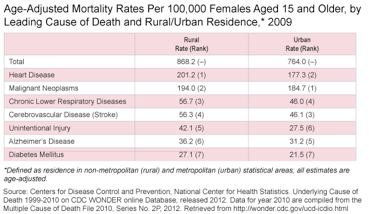 Age-Adjusted Mortality Rates Per 100,000 Females Aged 15 and Older, by
Leading Cause of Death and Rural/Urban Residence,* 2009
Rural Urban
Rate (Rank) Rate (Rank)
Total 868.2 (–) 764.0 (–)
Heart Disease 201.2 (1) 177.3 (2)
Malignant Neoplasms 194.0 (2) 184.7 (1)
Chronic Lower Respiratory Diseases 56.7 (3) 46.0 (4)
Cerebrovascular Disease (Stroke) 56.3 (4) 46.1 (3)
Unintentional Injury 42.1 (5) 27.5 (6)
Alzheimer's Disease 36.2 (6) 31.2 (5)
Diabetes Mellitus 27.1 (7) 21.5 (7)
*Defined as residence in non-metropolitan (rural) and metropolitan (urban) statistical areas; all estimates are
age-adjusted.
Source: Centers for Disease Control and Prevention, National Center for Health Statistics. Underlying Cause of
Death 1999-2010 on CDC WONDER online Database, released 2012. Data for year 2010 are compiled from the
Multiple Cause of Death File 2010, Series No. 2P, 2012. Retrieved from http://wonder.cdc.gov/ucd-icdio.html